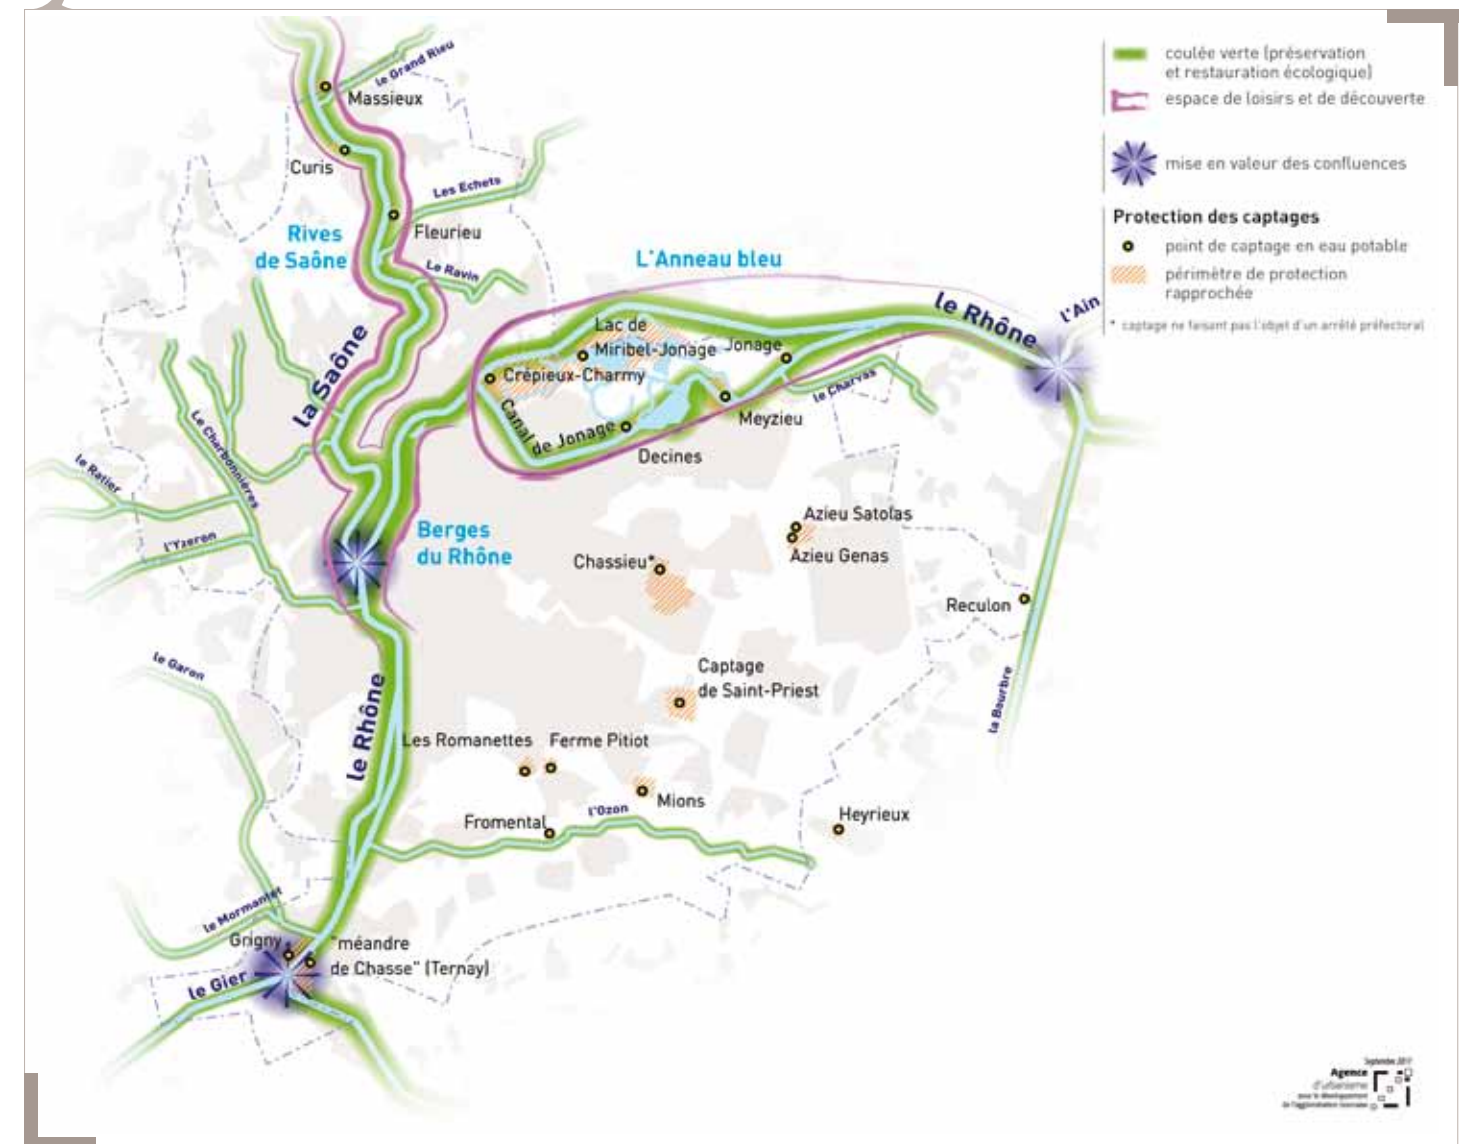 le Grand Rieu
Massieux
Curis
Les Echets
Fleurieu
Rives
de Saône
Le Ravin
L'Anneau bleu
la Saône
Lac de
Miribel-Jonage
Jonage
le Rhône
l'Ain
Crépieux-Charmy
Canal de Jonage
le Charvas
Meyzieu
Decines
Le Charbonnières
le Ratier
l'Yzeron
Berges
du Rhône
Azieu Satolas
Azieu Genas
Chassieu*
Reculon
la Bourbre
le Garon
Captage
de Saint-Priest
le Rhône
Les Romanettes
Ferme Pitiot
Mions
Fromental
l'Ozon
Heyrieux
le Mornantet
Grigny
"méandre
de Chasse" (Ternay)
le Gier
coulée verte (préservation
et restauration écologique)
espace de loisirs et de découverte
mise en valeur des confluences
Protection des captages
point de captage en eau potable
périmètre de protection
rapprochée
* captage ne faisant pas l'objet d'un arrêté préfectoral
Agence
d'urbanisme
pour le développement
de l'agglomération lyonnaise